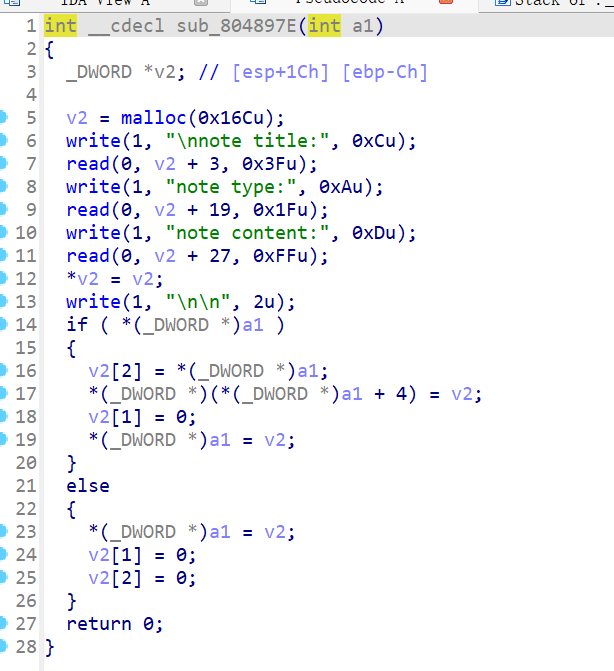 IDA View A Pseudocode A Stack of :_
1 int __cdecl sub_804897E(int a1)
2 {
3 _DWORD *v2; // [esp+1Ch] [ebp-Ch]
4
5 v2 = malloc(0x16Cu);
6 write(1, "\nnote title:", 0xCu);
7 read(0, v2 + 3, 0x3Fu);
8 write(1, "note type:", 0xAu);
9 read(0, v2 + 19, 0x1Fu);
10 write(1, "note content:", 0xDu);
11 read(0, v2 + 27, 0xFFu);
12 *v2 = v2;
13 write(1, "\n\n", 2u);
14 if ( *(_DWORD *)a1 )
15 {
16 v2[2] = *(_DWORD *)a1;
17 *(_DWORD *)(*(_DWORD *)a1 + 4) = v2;
18 v2[1] = 0;
19 *(_DWORD *)a1 = v2;
20 }
21 else
22 {
23 *(_DWORD *)a1 = v2;
24 v2[1] = 0;
25 v2[2] = 0;
26 }
27 return 0;
28 }